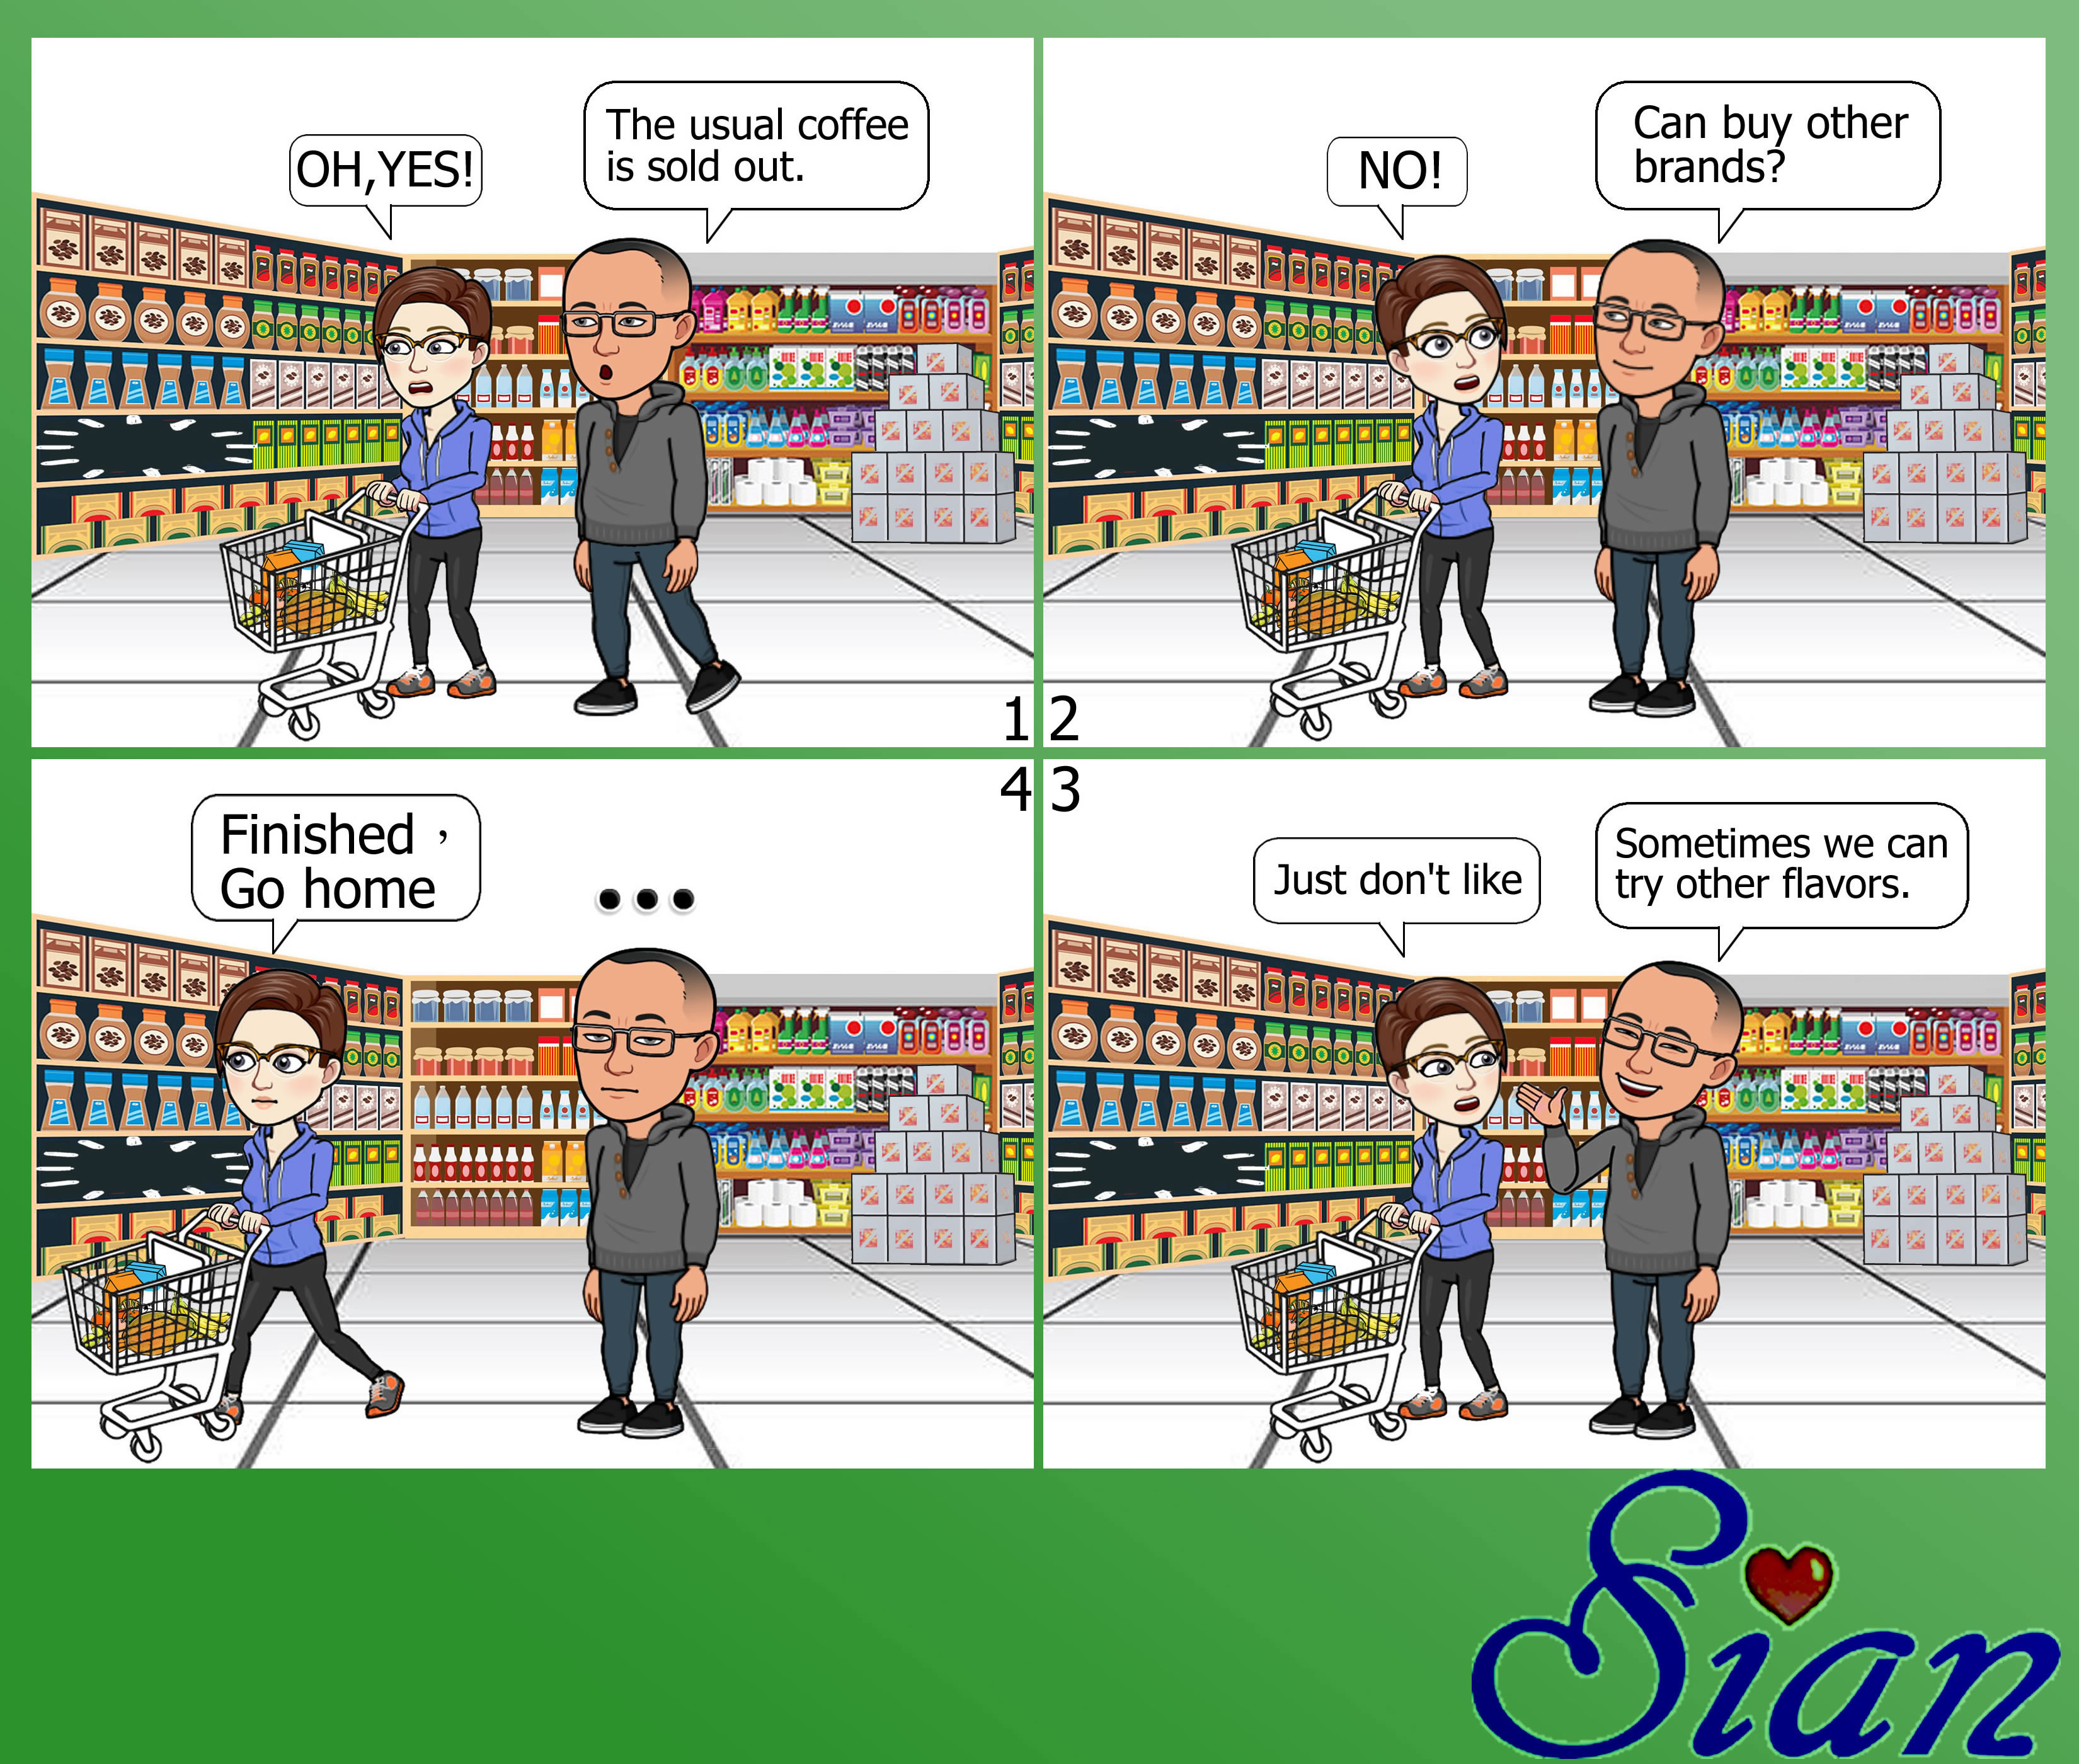 OH,YES!
The usual coffee
is sold out.
1
NO!
Can buy other
brands?
2
Just don't like
Sometimes we can
try other flavors.
3
Finished，
Go home
...
4
Sian